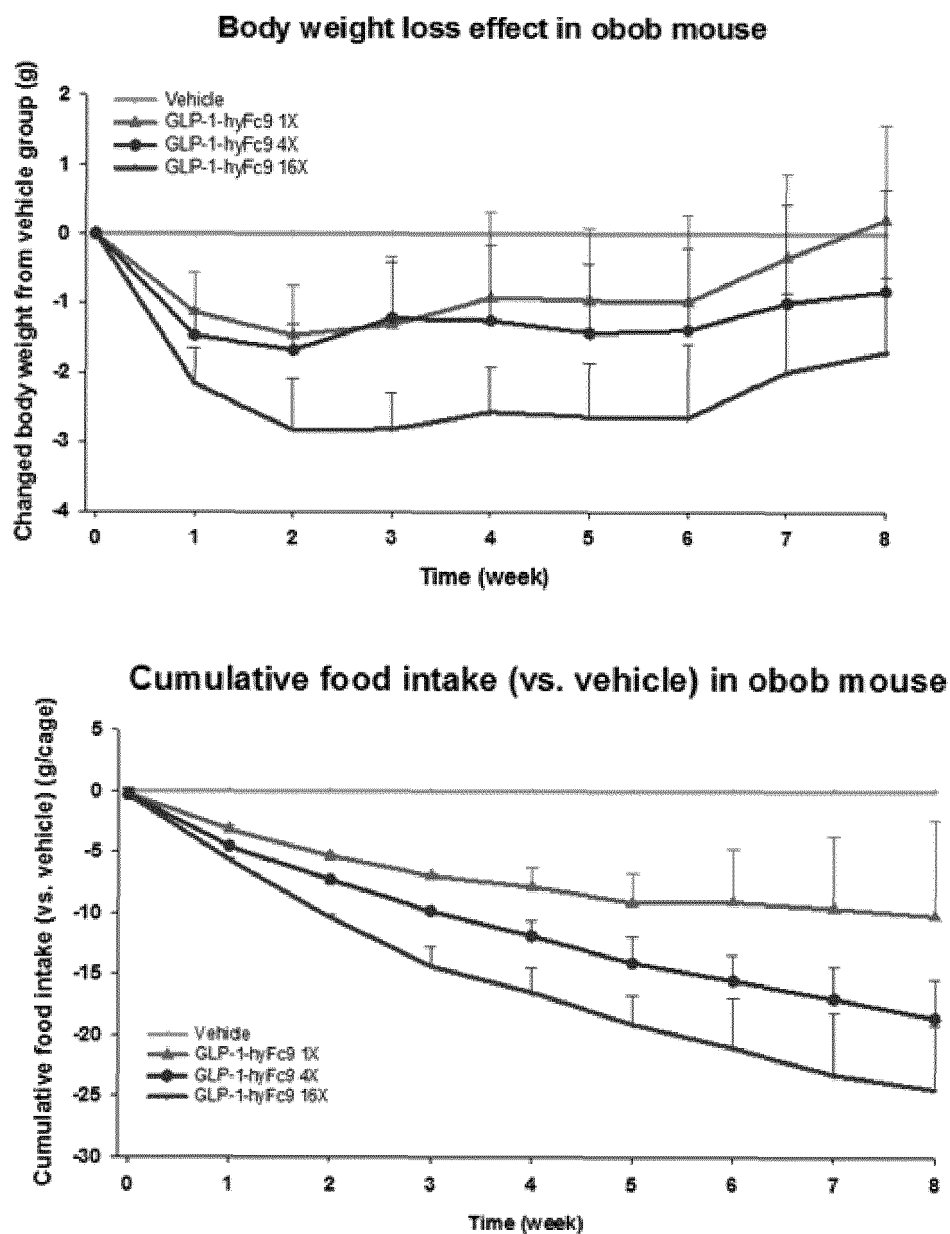 Body weight loss effect in obob mouse
Changed body weight from vehicle group (g)
2
1
0
-1
-2
-3
-4
Vehicle
GLP-1-hyFc9 1X
GLP-1-hyFc9 4X
GLP-1-hyFc9 16X
0 1 2 3 4 5 6 7 8
Time (week)
Cumulative food intake (vs. vehicle) in obob mouse
Cumulative food intake (vs. vehicle) (g/cage)
5
0
-5
-10
-15
-20
-25
-30
Vehicle
GLP-1-hyFc9 1X
GLP-1-hyFc9 4X
GLP-1-hyFc9 16X
0 1 2 3 4 5 6 7 8
Time (week)